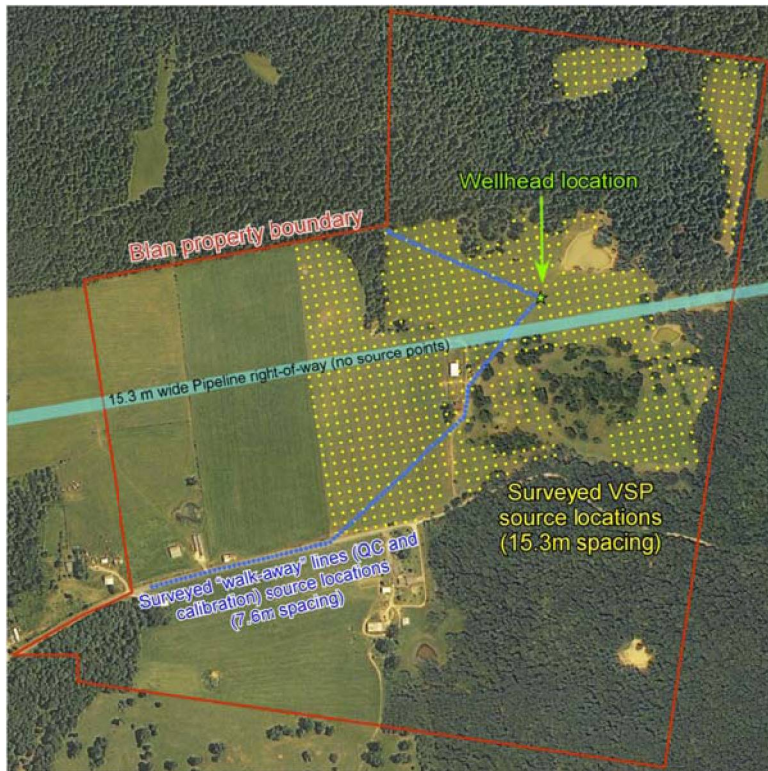 Wellhead location
Blan property boundary
15.3 m wide Pipeline right-of-way (no source points)
Surveyed VSP
source locations
(15.3m spacing)
Surveyed "walk-away" lines (QC and
calibration) source locations
(7.6m spacing)